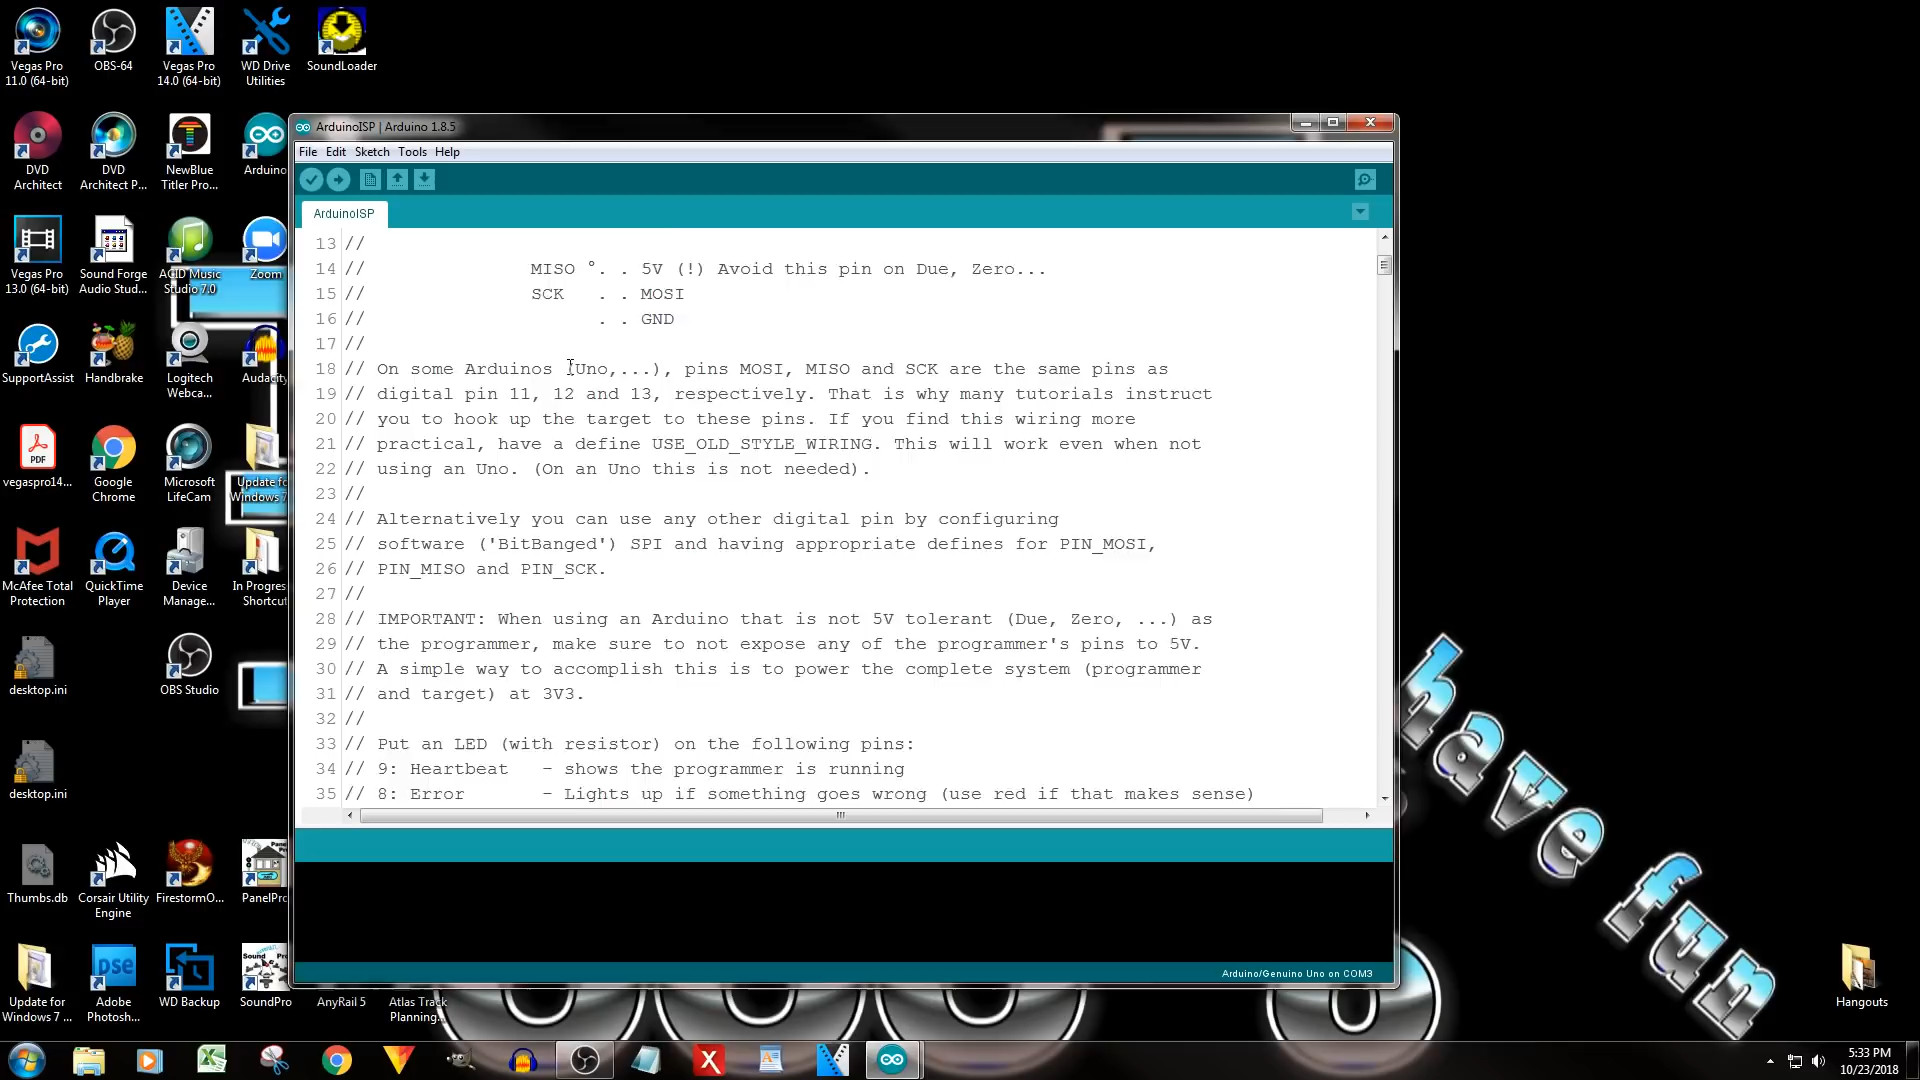 Vegas Pro
11.0 (64-bit)
OBS-64
Vegas Pro
14.0 (64-bit)
WD Drive
Utilities
SoundLoader
DVD
Architect
DVD
Architect P...
NewBlue
Titler Pro...
Arduino
Vegas Pro
13.0 (64-bit)
Sound Forge
Audio Stud...
ACID Music
Studio 7.0
Zoom
SupportAssist
Handbrake
Logitech
Webca...
Audacity
PDF
vegaspro14...
Google
Chrome
Microsoft
LifeCam
Update for
Windows 7
McAfee Total
Protection
QuickTime
Player
Device
Manage...
In Progress
Shortcut
desktop.ini
OBS Studio
desktop.ini
Thumbs.db
Corsair Utility
Engine
FirestormO...
PanelPro
pse
Update for
Windows 7 ...
Adobe
Photosh...
WD Backup
SoundPro
AnyRail 5
Atlas Track
Planning...
ArduinoISP | Arduino 1.8.5
File Edit Sketch Tools Help
ArduinoISP
13 //
14 // MISO °. . 5V (!) Avoid this pin on Due, Zero...
15 // SCK . . MOSI
16 // . . GND
17 //
18 // On some Arduinos (Uno,...), pins MOSI, MISO and SCK are the same pins as
19 // digital pin 11, 12 and 13, respectively. That is why many tutorials instruct
20 // you to hook up the target to these pins. If you find this wiring more
21 // practical, have a define USE_OLD_STYLE_WIRING. This will work even when not
22 // using an Uno. (On an Uno this is not needed).
23 //
24 // Alternatively you can use any other digital pin by configuring
25 // software ('BitBanged') SPI and having appropriate defines for PIN_MOSI,
26 // PIN_MISO and PIN_SCK.
27 //
28 // IMPORTANT: When using an Arduino that is not 5V tolerant (Due, Zero, ...) as
29 // the programmer, make sure to not expose any of the programmer's pins to 5V.
30 // A simple way to accomplish this is to power the complete system (programmer
31 // and target) at 3V3.
32 //
33 // Put an LED (with resistor) on the following pins:
34 // 9: Heartbeat - shows the programmer is running
35 // 8: Error - Lights up if something goes wrong (use red if that makes sense)
Arduino/Genuino Uno on COM3
have fun
Hangouts
5:33 PM
10/23/2018